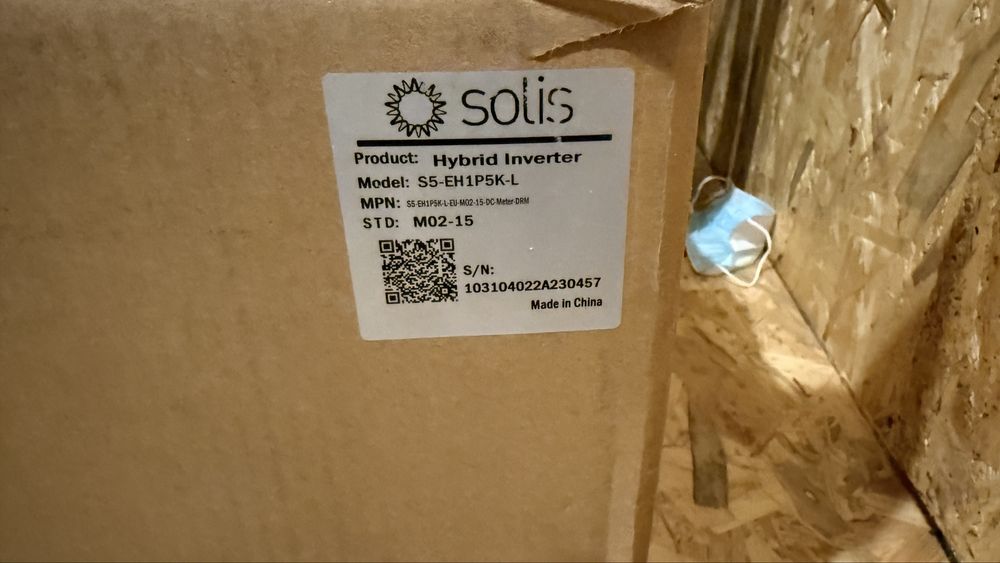 solis
Product: Hybrid Inverter
Model: S5-EH1P5K-L
MPN: S5-EH1P5K-L-EU-M02-15-DC-Meter-DRM
STD: M02-15
S/N:
103104022A230457
Made in China